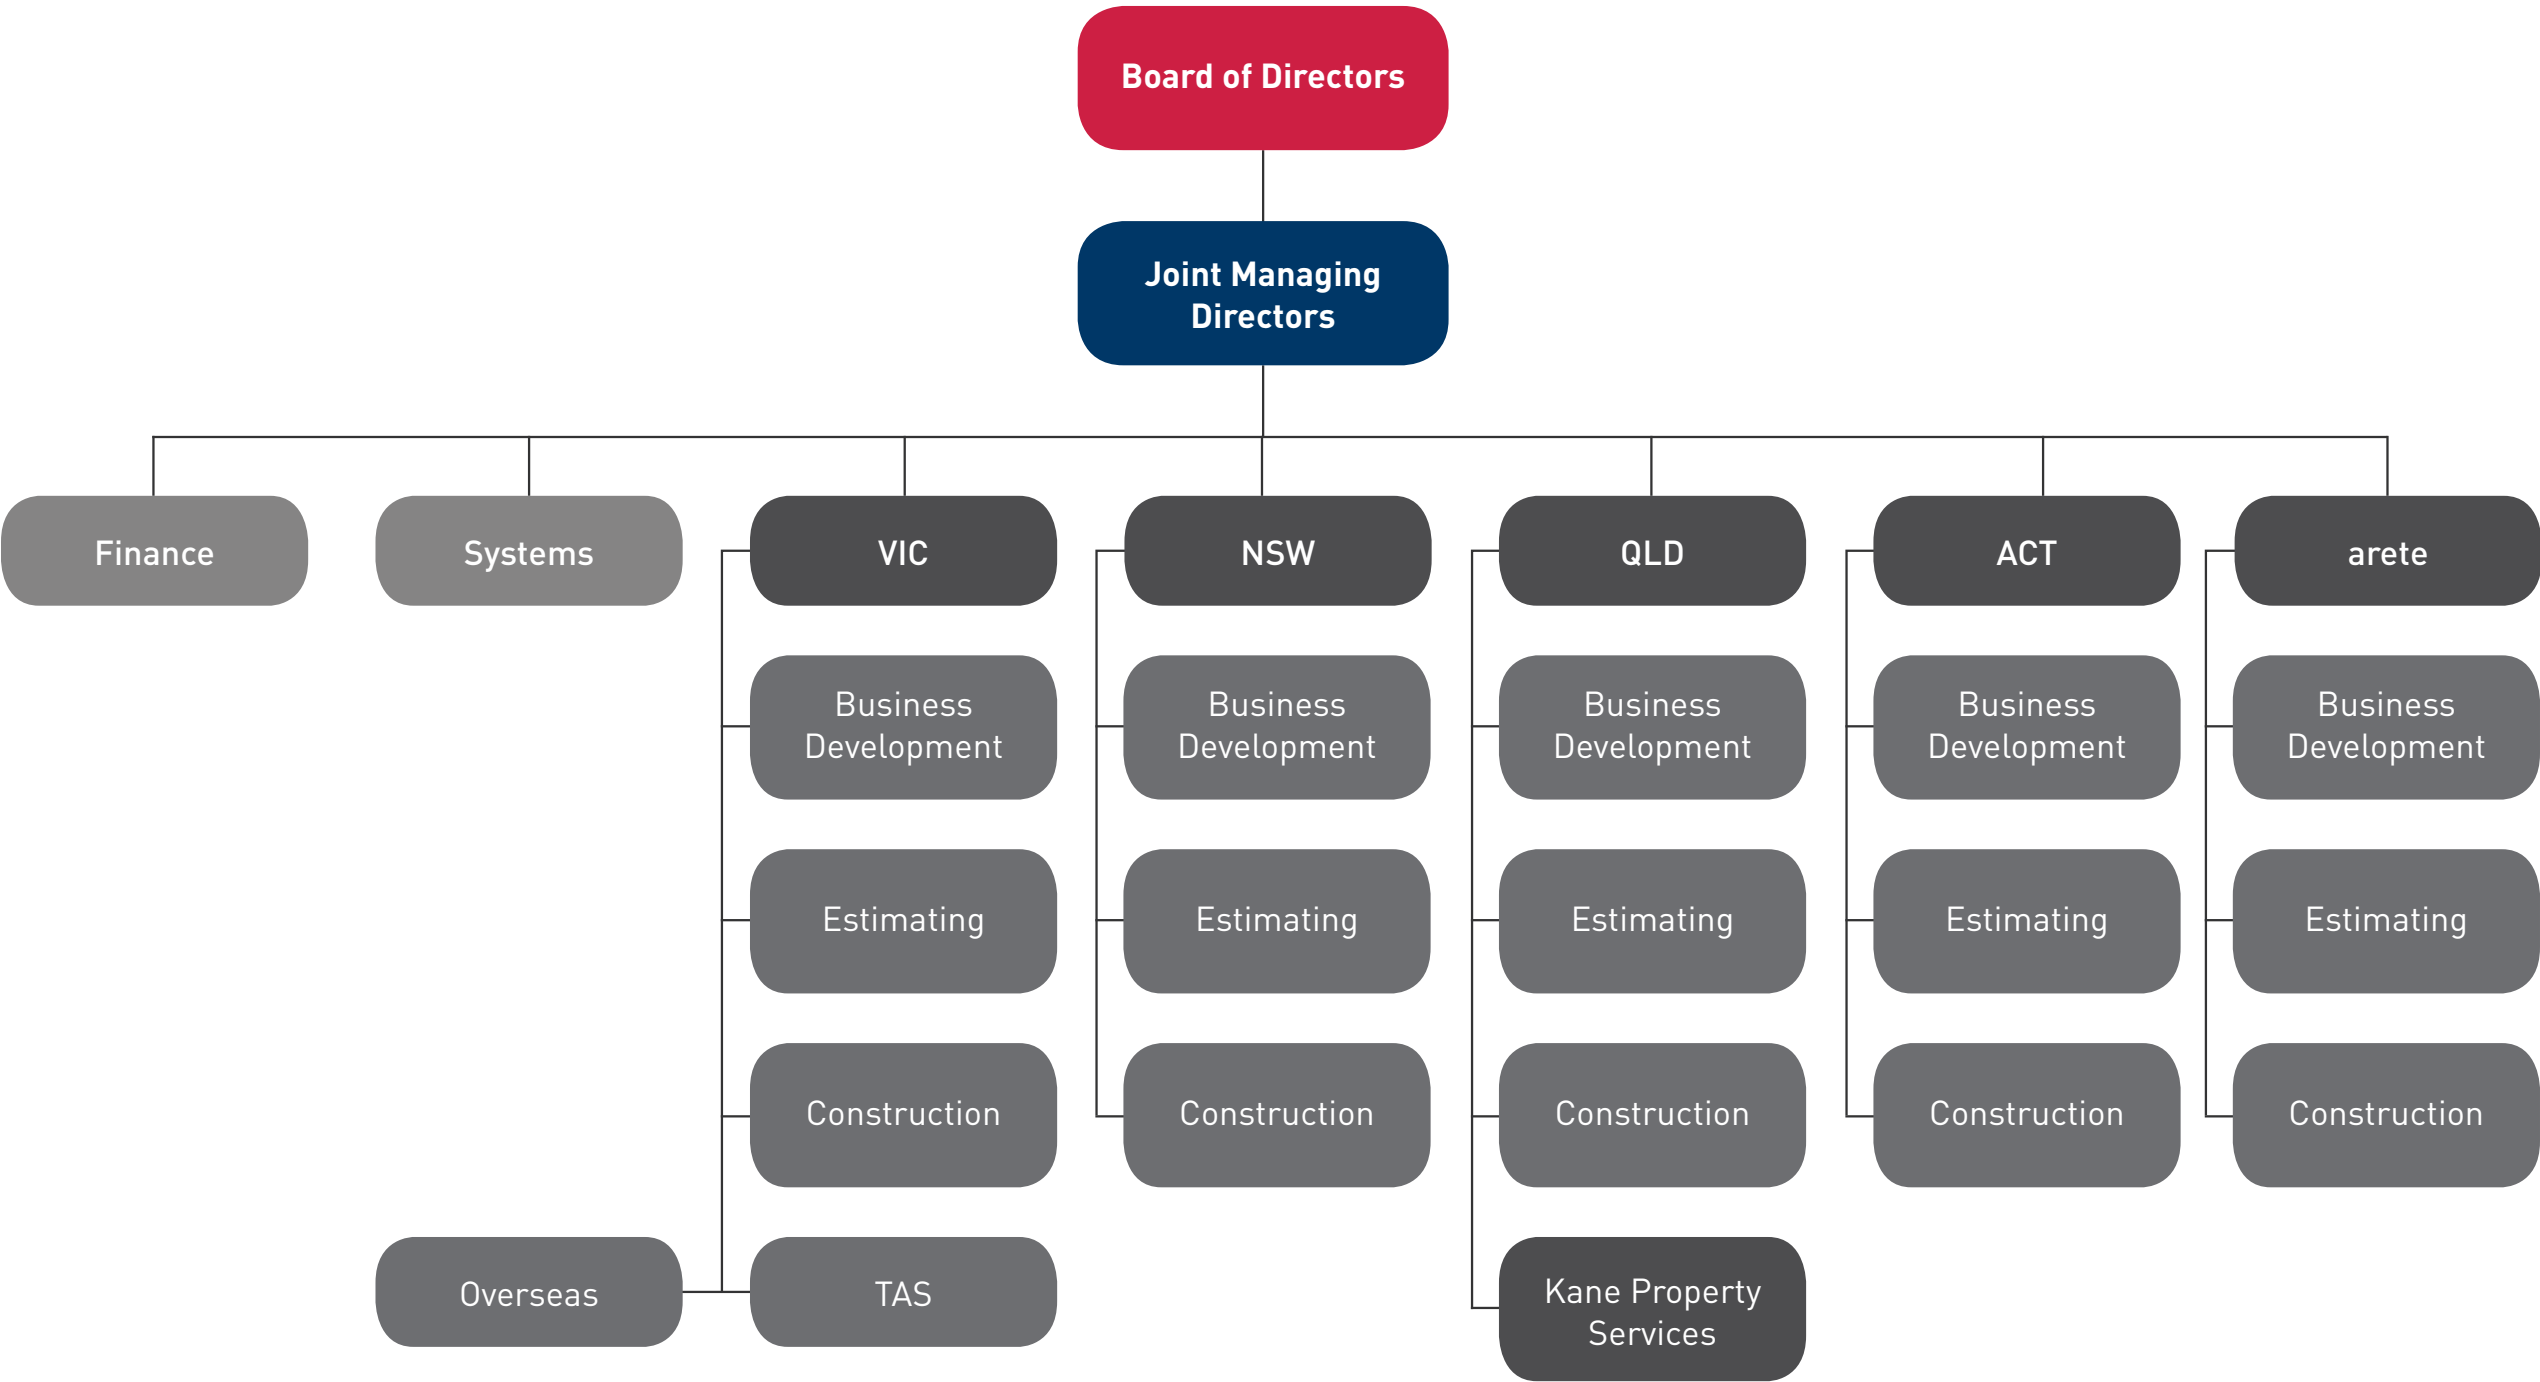 Board of Directors
Joint Managing
Directors
Finance
Systems
VIC
NSW
QLD
ACT
arete
Business
Development
Business
Development
Business
Development
Business
Development
Business
Development
Estimating
Estimating
Estimating
Estimating
Estimating
Construction
Construction
Construction
Construction
Construction
Overseas
TAS
Kane Property
Services